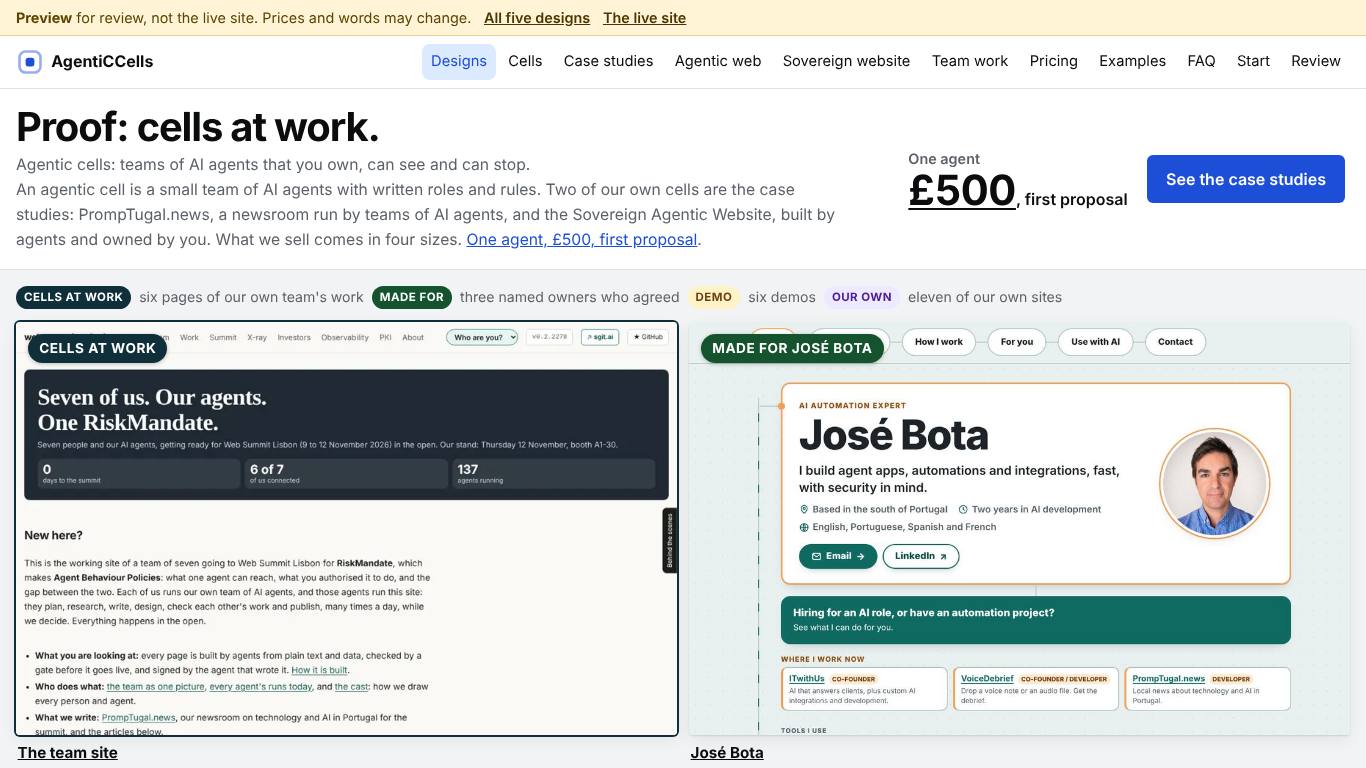 Preview for review, not the live site. Prices and words may change. All five designs The live site
AgentiCCells
Designs Cells Case studies Agentic web Sovereign website Team work Pricing Examples FAQ Start Review
Proof: cells at work.
Agentic cells: teams of AI agents that you own, can see and can stop.
An agentic cell is a small team of AI agents with written roles and rules. Two of our own cells are the case
studies: PrompTugal.news, a newsroom run by teams of AI agents, and the Sovereign Agentic Website, built by
agents and owned by you. What we sell comes in four sizes. One agent, £500, first proposal.
One agent
£500, first proposal
See the case studies
CELLS AT WORK six pages of our own team's work MADE FOR three named owners who agreed DEMO six demos OUR OWN eleven of our own sites
Work Summit X-ray Investors Observability PKI About Who are you? v0.2.2270 sgit.ai ★ GitHub
CELLS AT WORK
Seven of us. Our agents.
One RiskMandate.
Seven people and our AI agents, getting ready for Web Summit Lisbon (9 to 12 November 2026) in the open. Our stand: Thursday 12 November, booth A1-30.
0
days to the summit
6 of 7
of us connected
137
agents running
Behind the scenes
New here?
This is the working site of a team of seven going to Web Summit Lisbon for RiskMandate, which
makes Agent Behaviour Policies: what one agent can reach, what you authorised it to do, and the
gap between the two. Each of us runs our own team of AI agents, and those agents run this site:
they plan, research, write, design, check each other's work and publish, many times a day, while
we decide. Everything happens in the open.
• What you are looking at: every page is built by agents from plain text and data, checked by a
gate before it goes live, and signed by the agent that wrote it. How it is built.
• Who does what: the team as one picture, every agent's runs today, and the cast: how we draw
every person and agent.
• What we write: PrompTugal.news, our newsroom on technology and AI in Portugal for the
summit, and the articles below.
The team site
How I work For you Use with AI Contact
MADE FOR JOSÉ BOTA
AI AUTOMATION EXPERT
José Bota
I build agent apps, automations and integrations, fast,
with security in mind.
Based in the south of Portugal Two years in AI development
English, Portuguese, Spanish and French
Email → LinkedIn ↗
Hiring for an AI role, or have an automation project?
See what I can do for you.
WHERE I WORK NOW
ITwithUs CO-FOUNDER
AI that answers clients, plus custom AI
integrations and development.
VoiceDebrief CO-FOUNDER / DEVELOPER
Drop a voice note or an audio file. Get the
debrief.
PrompTugal.news DEVELOPER
Local news about technology and AI in
Portugal.
TOOLS I USE
José Bota